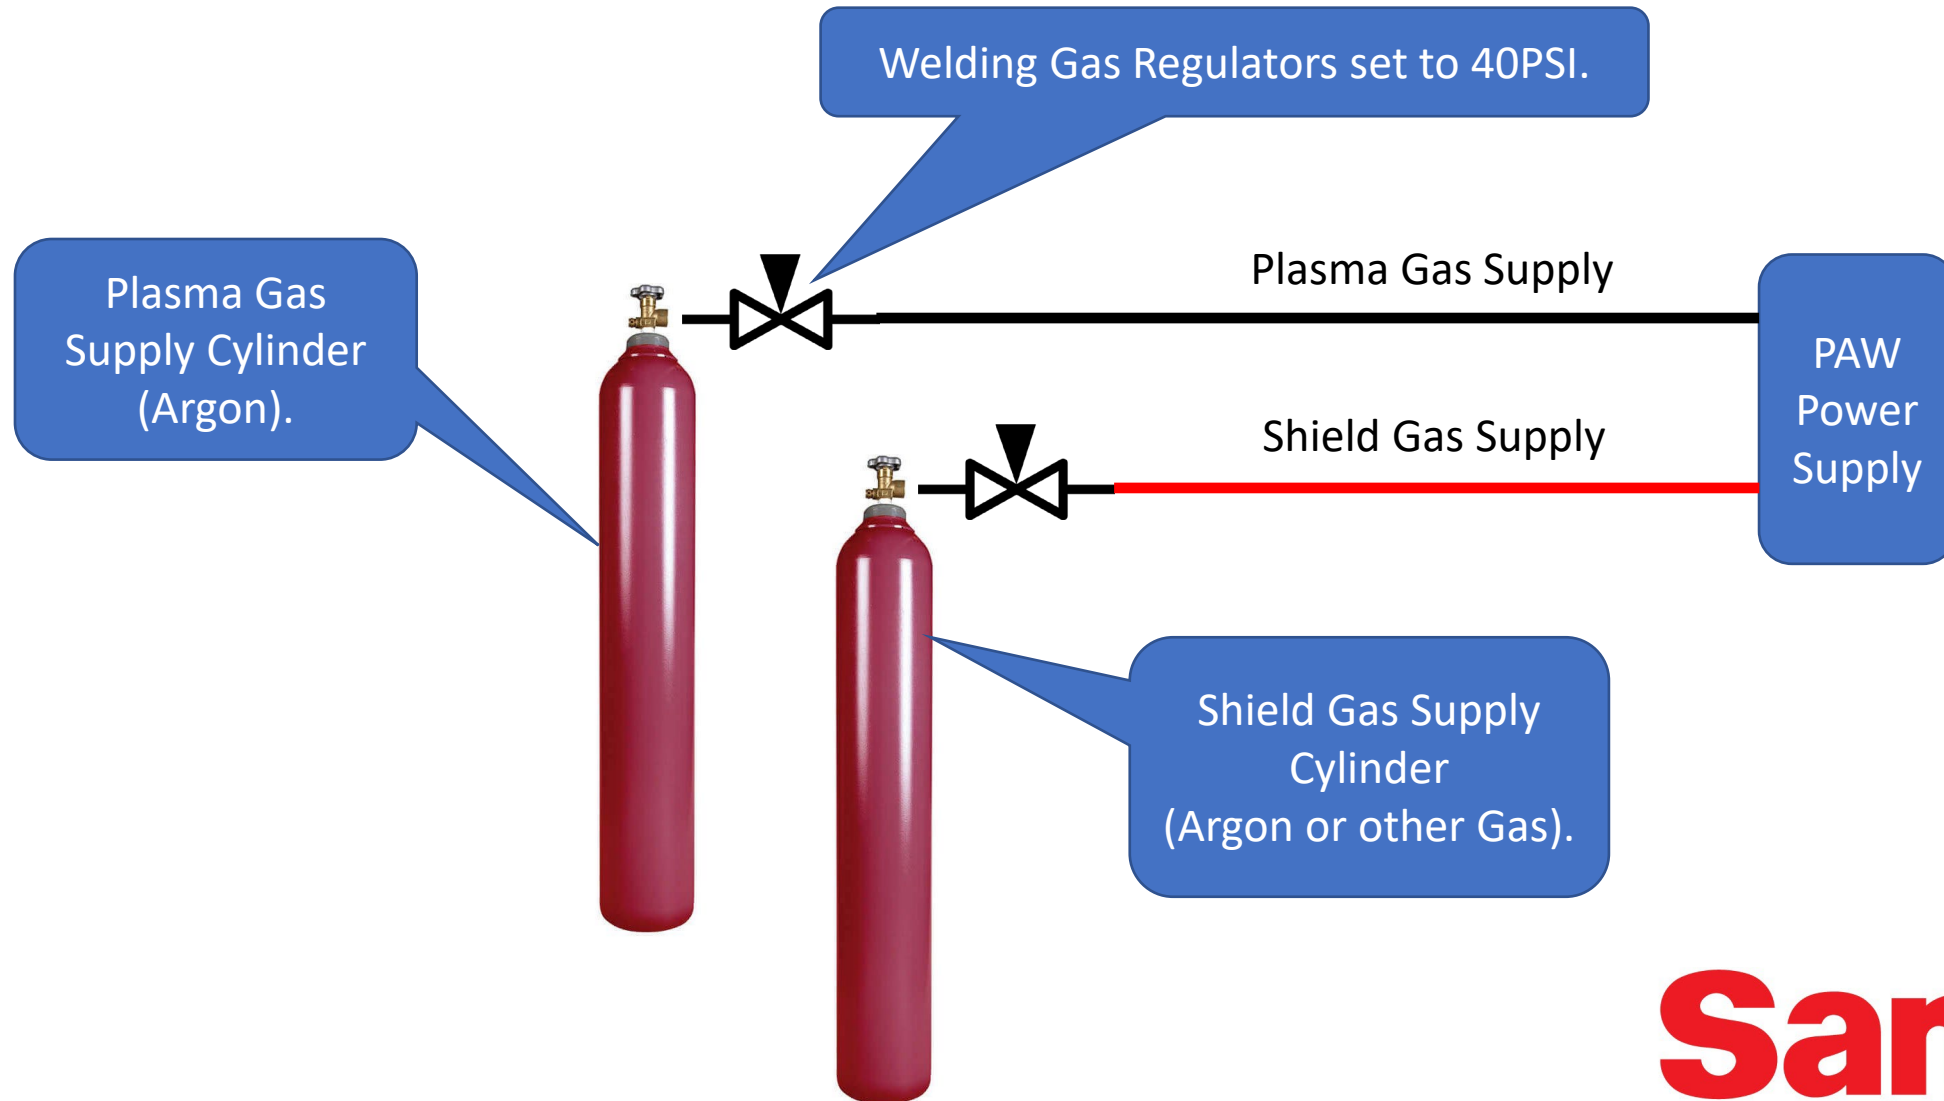 Welding Gas Regulators set to 40PSI.
Plasma Gas
Supply Cylinder
(Argon).
Plasma Gas Supply
PAW
Power
Supply
Shield Gas Supply
Shield Gas Supply
Cylinder
(Argon or other Gas).
San